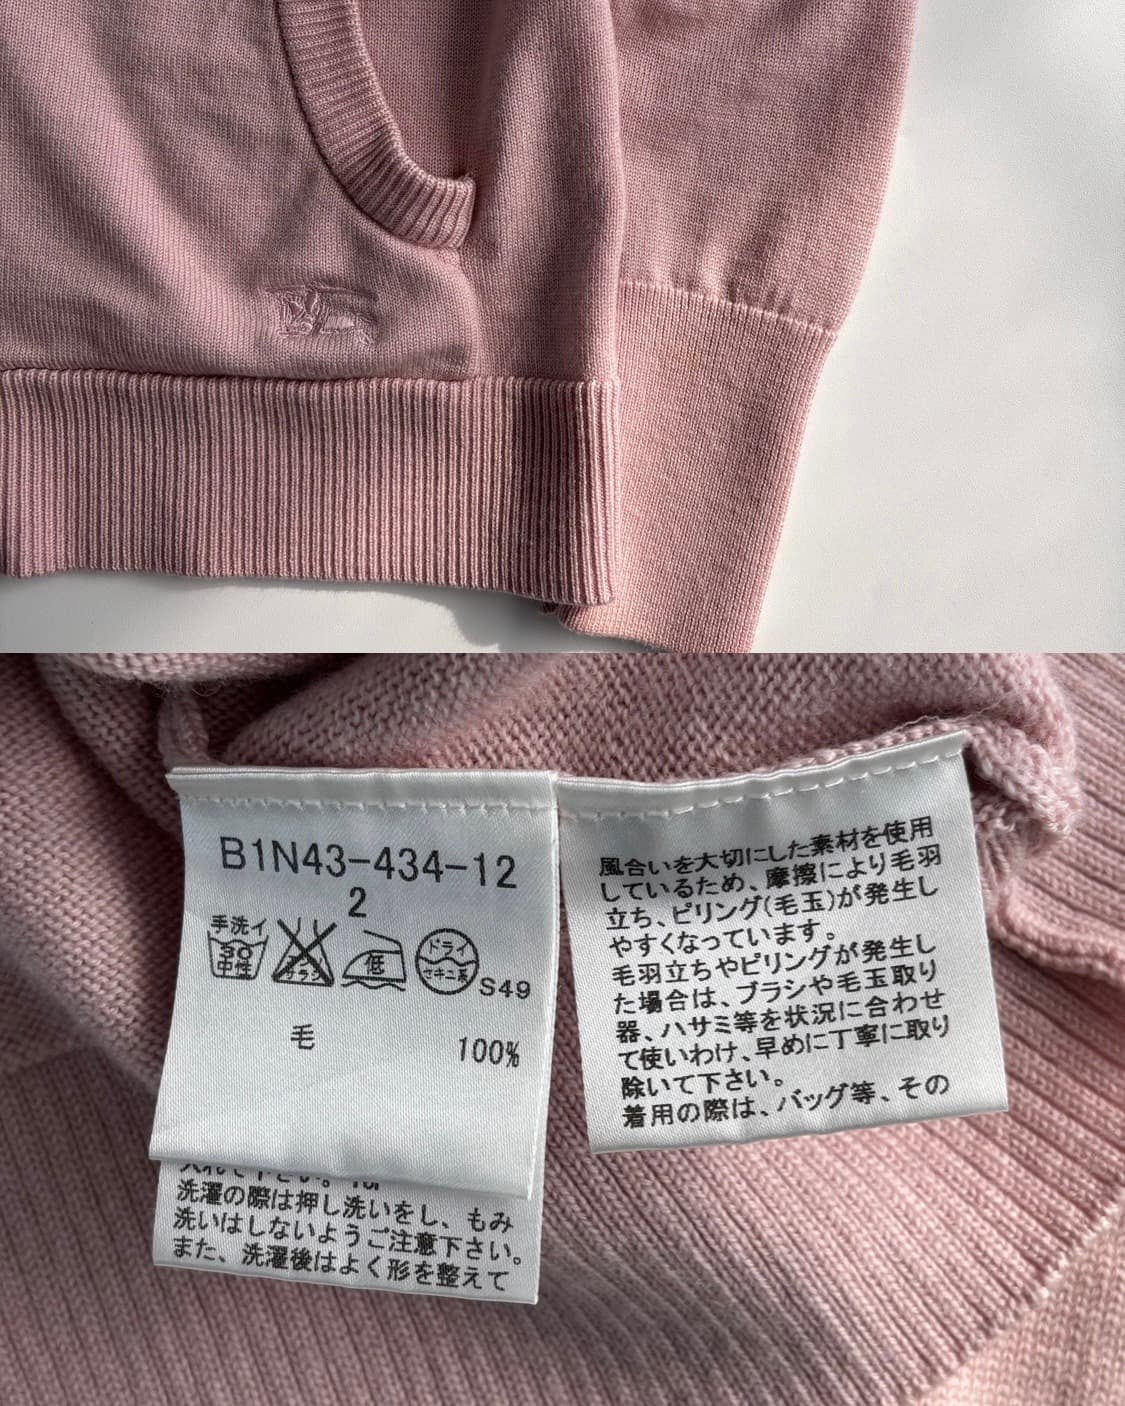 B1N43-434-12
2
手洗イ
30
中性
ドライ
セキユ系
低
S49
毛
100%
洗濯の際は押し洗いをし、もみ
洗いはしないようご注意下さい。
また、洗濯後はよく形を整えて
風合いを大切にした素材を使用
しているため、摩擦により毛羽
立ち、ピリング(毛玉)が発生し
やすくなっています。
毛羽立ちやピリングが発生し
た場合は、ブラシや毛玉取り
器、ハサミ等を状況に合わせ
て使いわけ、早めに丁寧に取り
除いて下さい。
着用の際は、バッグ等、その